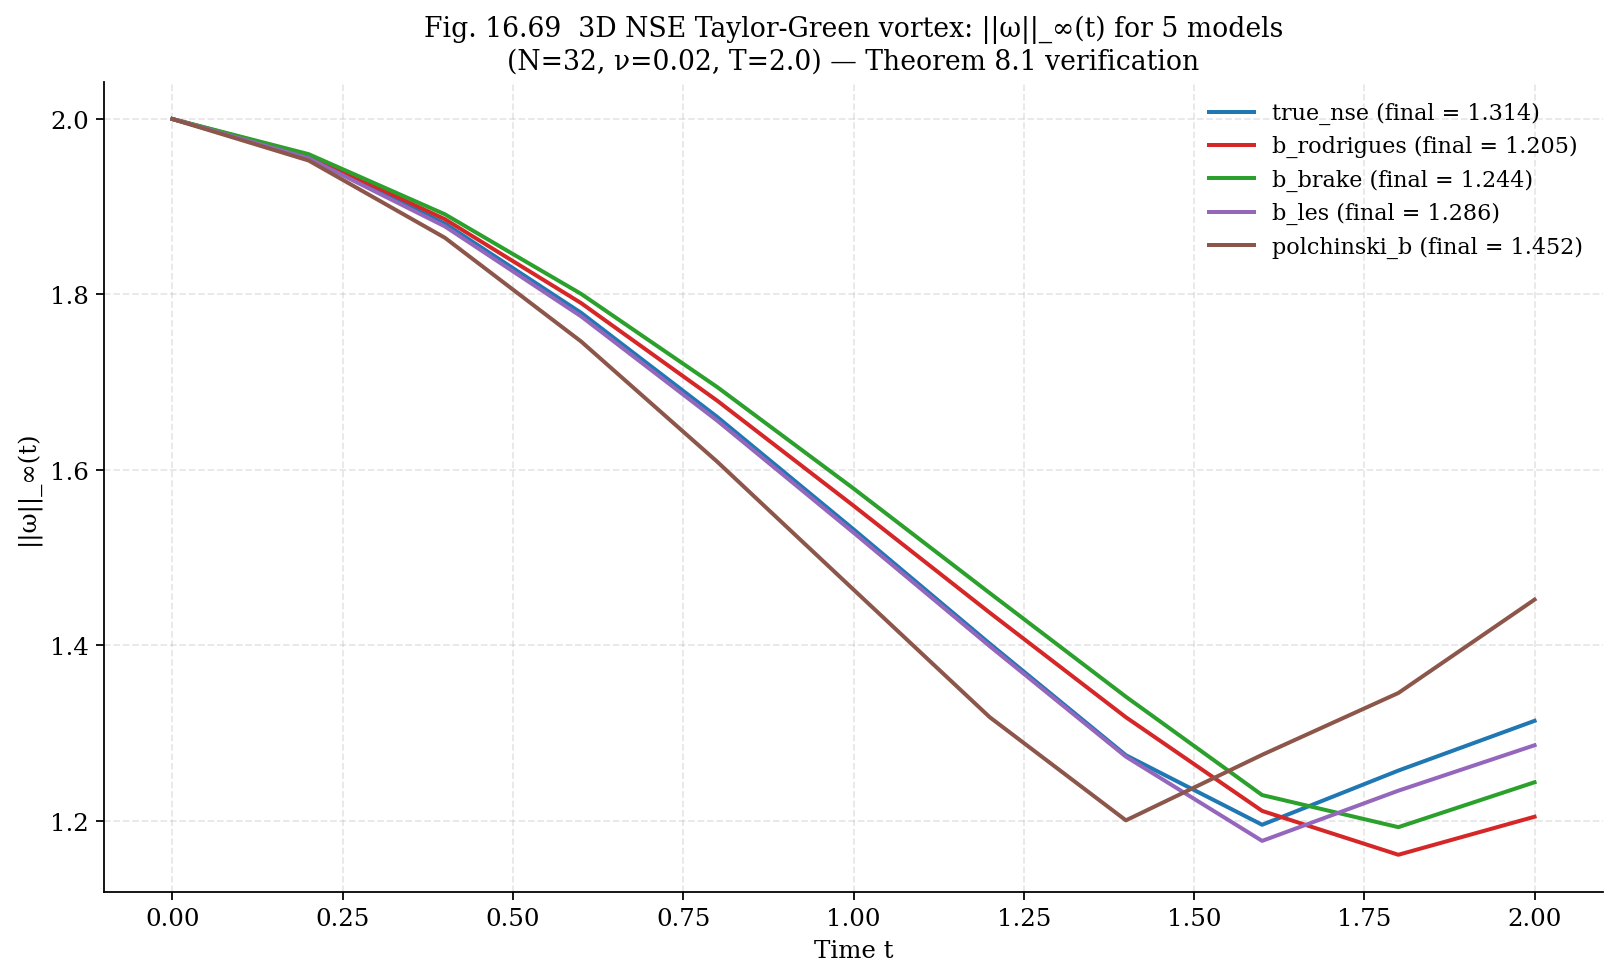 Fig. 16.69  3D NSE Taylor-Green vortex: ||ω||_∞(t) for 5 models
(N=32, ν=0.02, T=2.0) — Theorem 8.1 verification
true_nse (final = 1.314)
b_rodrigues (final = 1.205)
b_brake (final = 1.244)
b_les (final = 1.286)
polchinski_b (final = 1.452)
||ω||_∞(t)
2.0
1.8
1.6
1.4
1.2
0.00 0.25 0.50 0.75 1.00 1.25 1.50 1.75 2.00
Time t